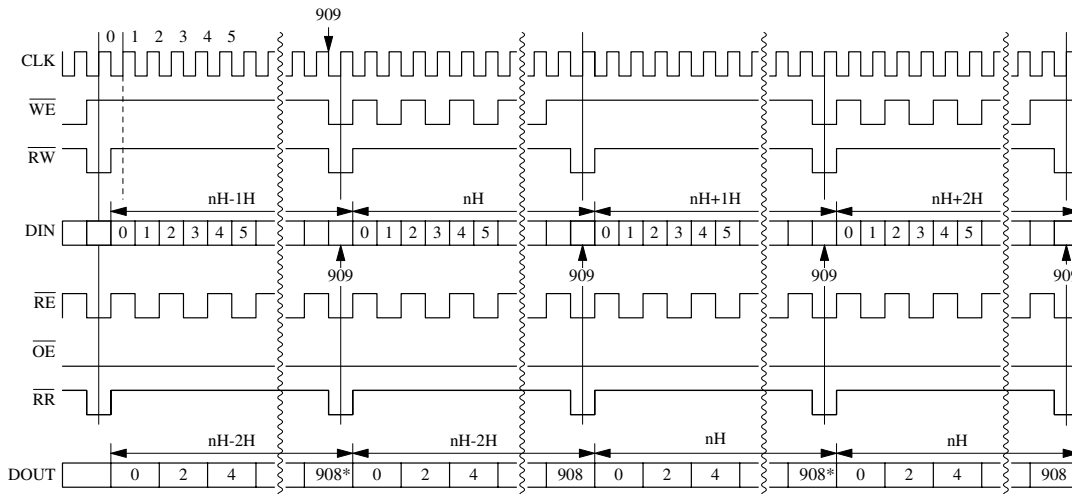 909
0 1 2 3 4 5
CLK
WE
RW
nH-1H nH nH+1H nH+2H
DIN 0 1 2 3 4 5 0 1 2 3 4 5 0 1 2 3 4 5 0 1 2 3 4 5
909 909 909 909
RE
OE
RR
nH-2H nH-2H nH nH
DOUT 0 2 4 908* 0 2 4 908 0 2 4 908* 0 2 4 908